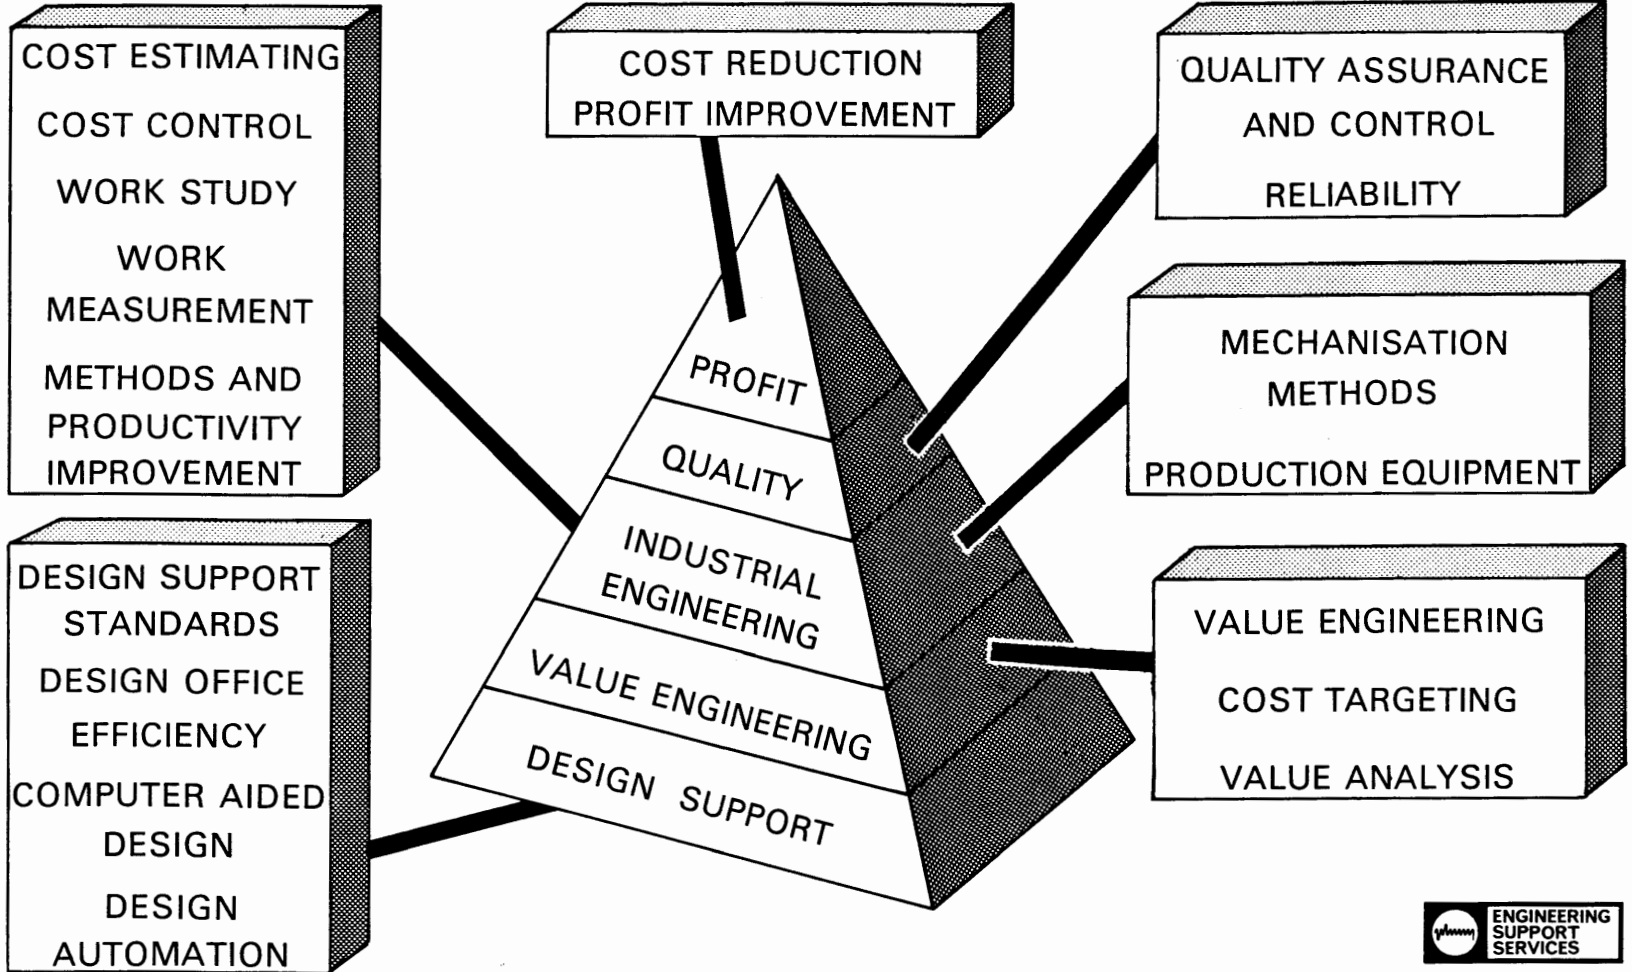 COST ESTIMATING
COST CONTROL
WORK STUDY
WORK
MEASUREMENT
METHODS AND
PRODUCTIVITY
IMPROVEMENT
DESIGN SUPPORT
STANDARDS
DESIGN OFFICE
EFFICIENCY
COMPUTER AIDED
DESIGN
DESIGN
AUTOMATION
COST REDUCTION
PROFIT IMPROVEMENT
PROFIT
QUALITY
INDUSTRIAL
ENGINEERING
VALUE ENGINEERING
DESIGN SUPPORT
QUALITY ASSURANCE
AND CONTROL
RELIABILITY
MECHANISATION
METHODS
PRODUCTION EQUIPMENT
VALUE ENGINEERING
COST TARGETING
VALUE ANALYSIS
ENGINEERING
SUPPORT
SERVICES